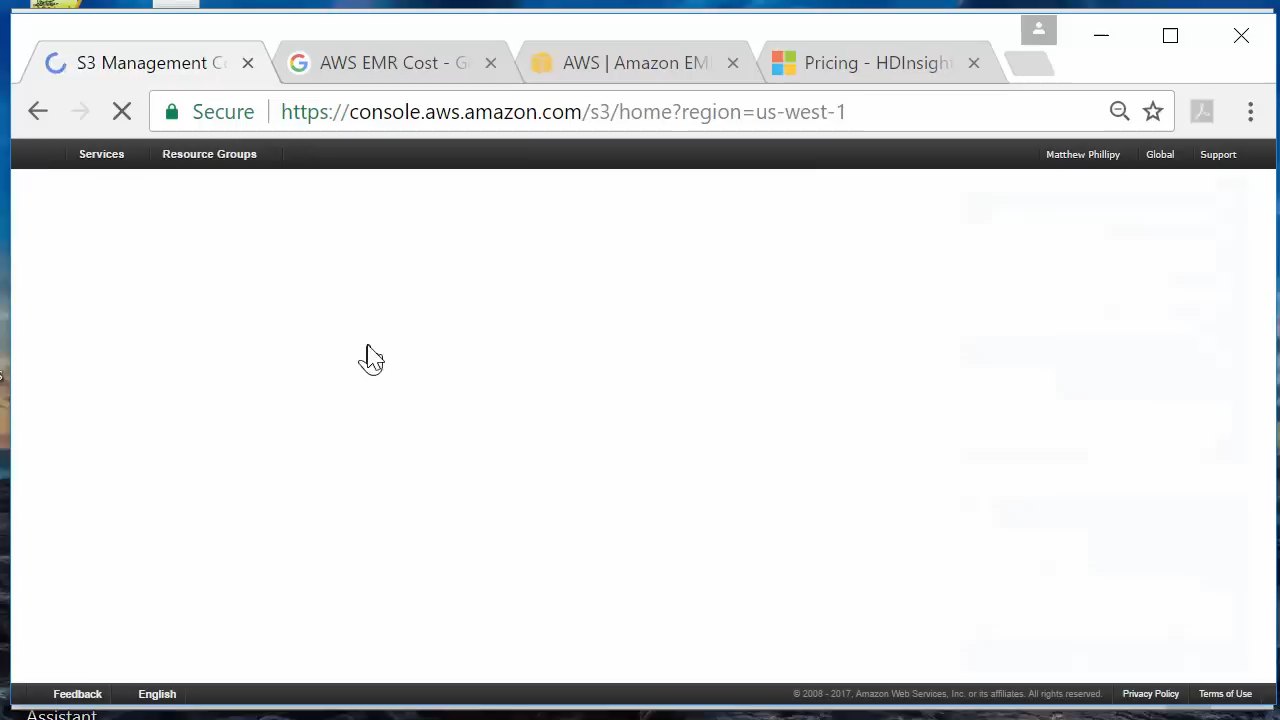 S3 Management Co
AWS EMR Cost - G
AWS | Amazon EM
Pricing - HDInsight
Secure
https://console.aws.amazon.com/s3/home?region=us-west-1
Services
Resource Groups
Matthew Phillipy
Global
Support
Feedback
English
© 2008 - 2017, Amazon Web Services, Inc. or its affiliates. All rights reserved.
Privacy Policy
Terms of Use
Assistant